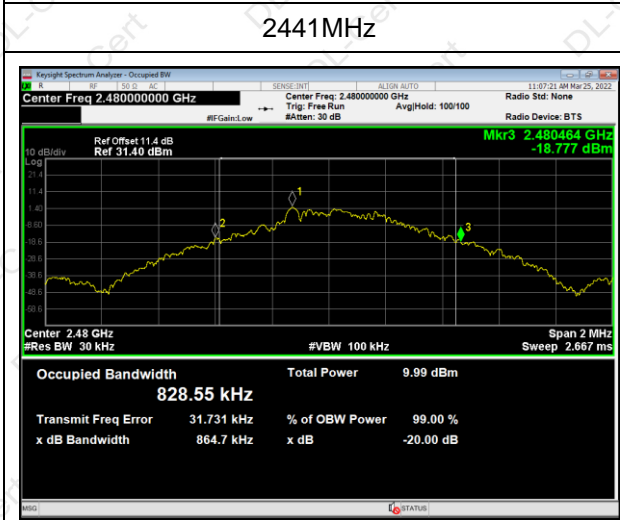 2441MHz
Keysight Spectrum Analyzer - Occupied BW
R RF 50 Ω AC SENSE:INT ALIGN AUTO 11:07:21 AM Mar 25, 2022
Center Freq 2.480000000 GHz Center Freq: 2.480000000 GHz Radio Std: None
Trig: Free Run Avg|Hold: 100/100
#IFGain:Low #Atten: 30 dB Radio Device: BTS
Mkr3 2.480464 GHz
-18.777 dBm
Ref Offset 11.4 dB
10 dB/div Ref 31.40 dBm
Log
21.4
11.4
1.40
-8.60
-18.6
-28.6
-38.6
-48.6
-58.6
1
2
3
Center 2.48 GHz Span 2 MHz
#Res BW 30 kHz #VBW 100 kHz Sweep 2.667 ms
Occupied Bandwidth Total Power 9.99 dBm
828.55 kHz
Transmit Freq Error 31.731 kHz % of OBW Power 99.00 %
x dB Bandwidth 864.7 kHz x dB -20.00 dB
MSG STATUS